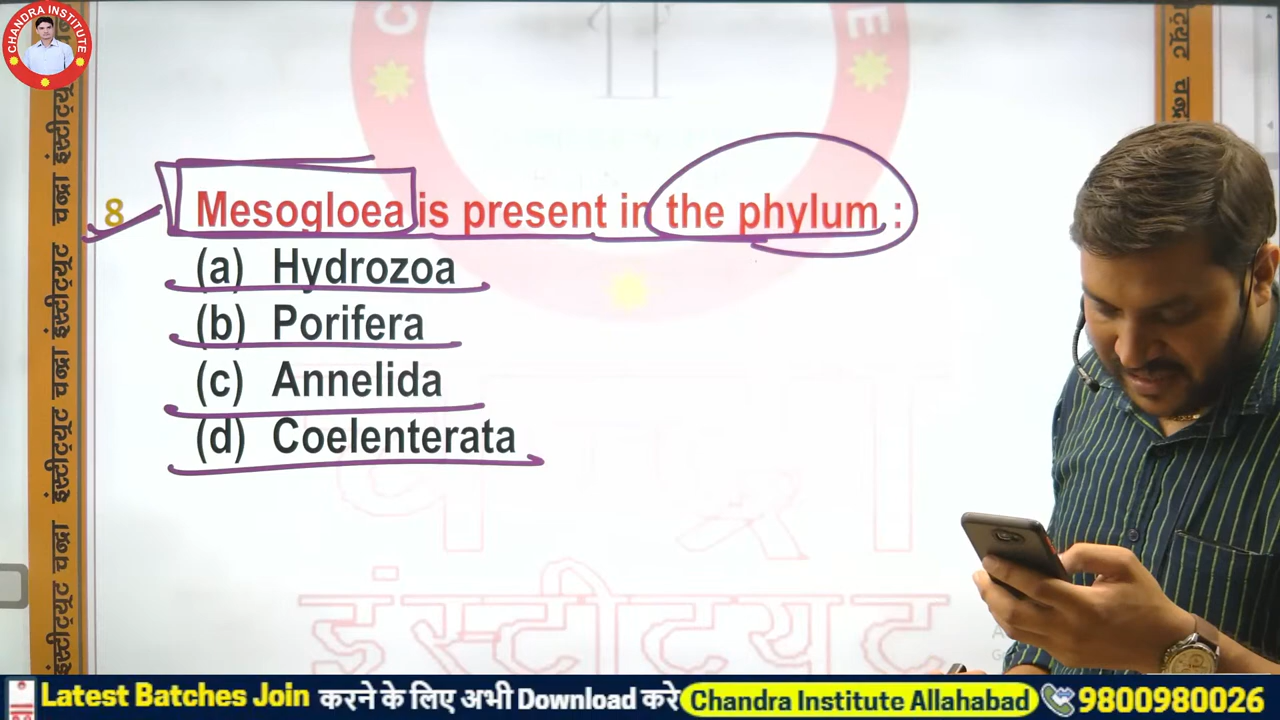 CHANDRA INSTITUTE
8 Mesogloea is present in the phylum :
(a) Hydrozoa
(b) Porifera
(c) Annelida
(d) Coelenterata
इंस्टीट्यूट
चन्द्रा इंस्टीट्यूट चन्द्रा इंस्टीट्यूट चन्द्रा इंस्टीट्यूट
Latest Batches Join करने के लिए अभी Download करे Chandra Institute Allahabad 9800980026